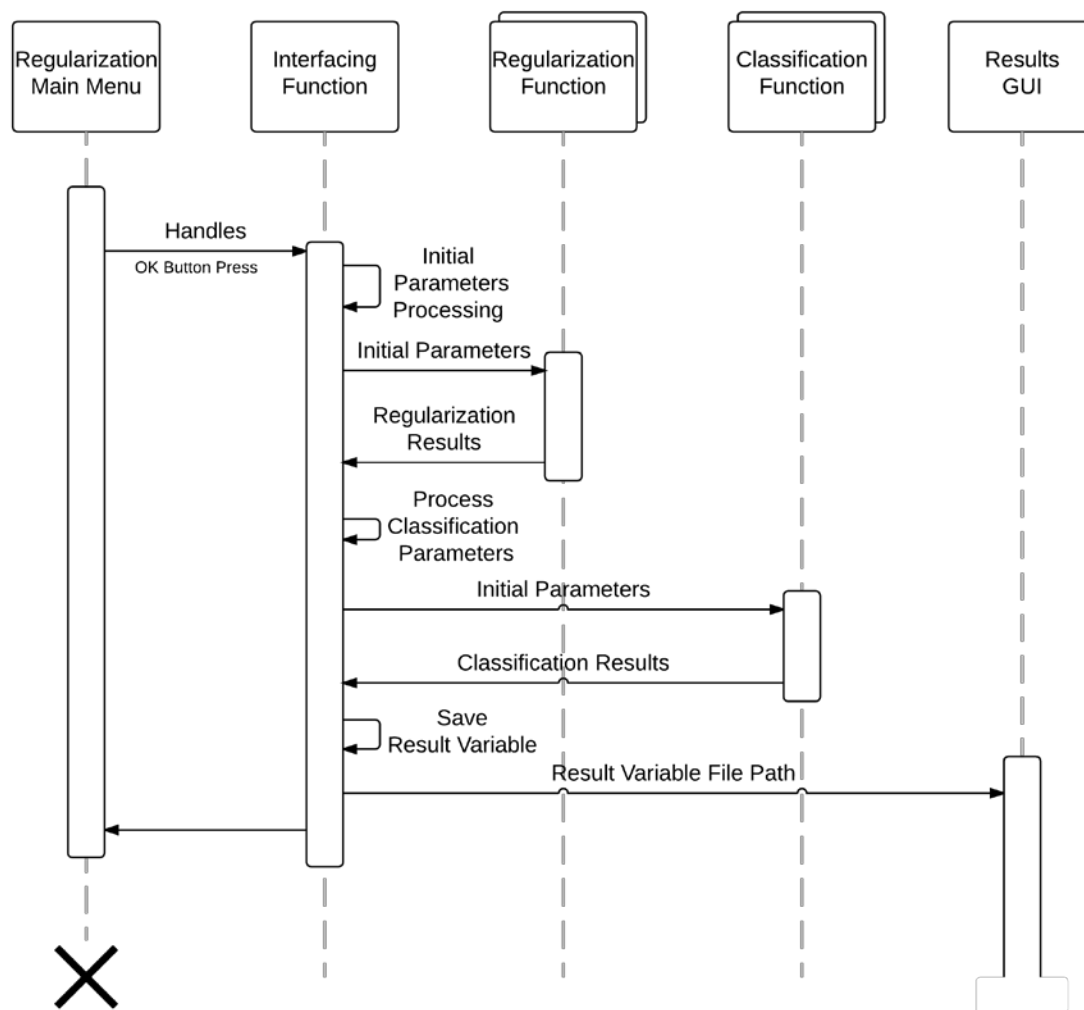 Regularization
Main Menu
Interfacing
Function
Regularization
Function
Classification
Function
Results
GUI
Handles
OK Button Press
Initial
Parameters
Processing
Initial Parameters
Regularization
Results
Process
Classification
Parameters
Initial Parameters
Classification Results
Save
Result Variable
Result Variable File Path